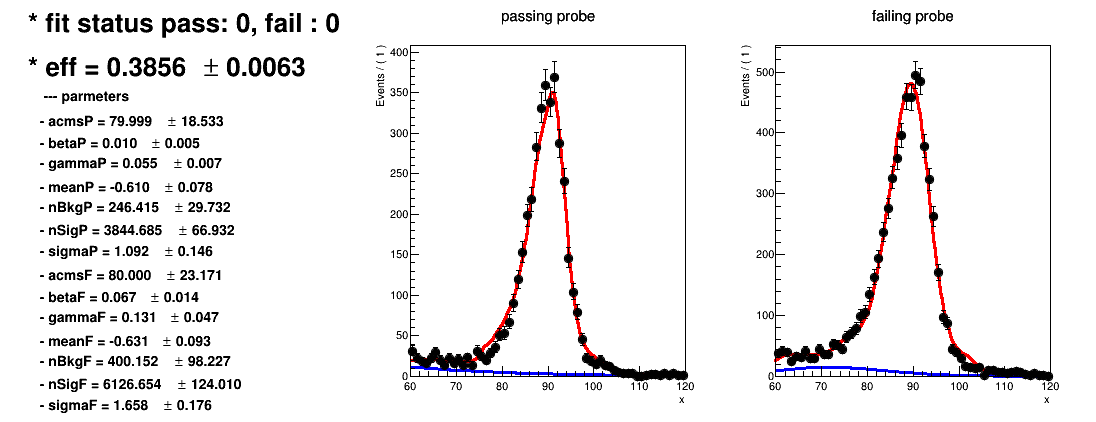 * fit status pass: 0, fail : 0
* eff = 0.3856 ± 0.0063
--- parmeters
- acmsP = 79.999 ± 18.533
- betaP = 0.010 ± 0.005
- gammaP = 0.055 ± 0.007
- meanP = -0.610 ± 0.078
- nBkgP = 246.415 ± 29.732
- nSigP = 3844.685 ± 66.932
- sigmaP = 1.092 ± 0.146
- acmsF = 80.000 ± 23.171
- betaF = 0.067 ± 0.014
- gammaF = 0.131 ± 0.047
- meanF = -0.631 ± 0.093
- nBkgF = 400.152 ± 98.227
- nSigF = 6126.654 ± 124.010
- sigmaF = 1.658 ± 0.176
passing probe
Events / ( 1 )
400
350
300
250
200
150
100
50
0
60 70 80 90 100 110 120
x
failing probe
Events / ( 1 )
500
400
300
200
100
0
60 70 80 90 100 110 120
x